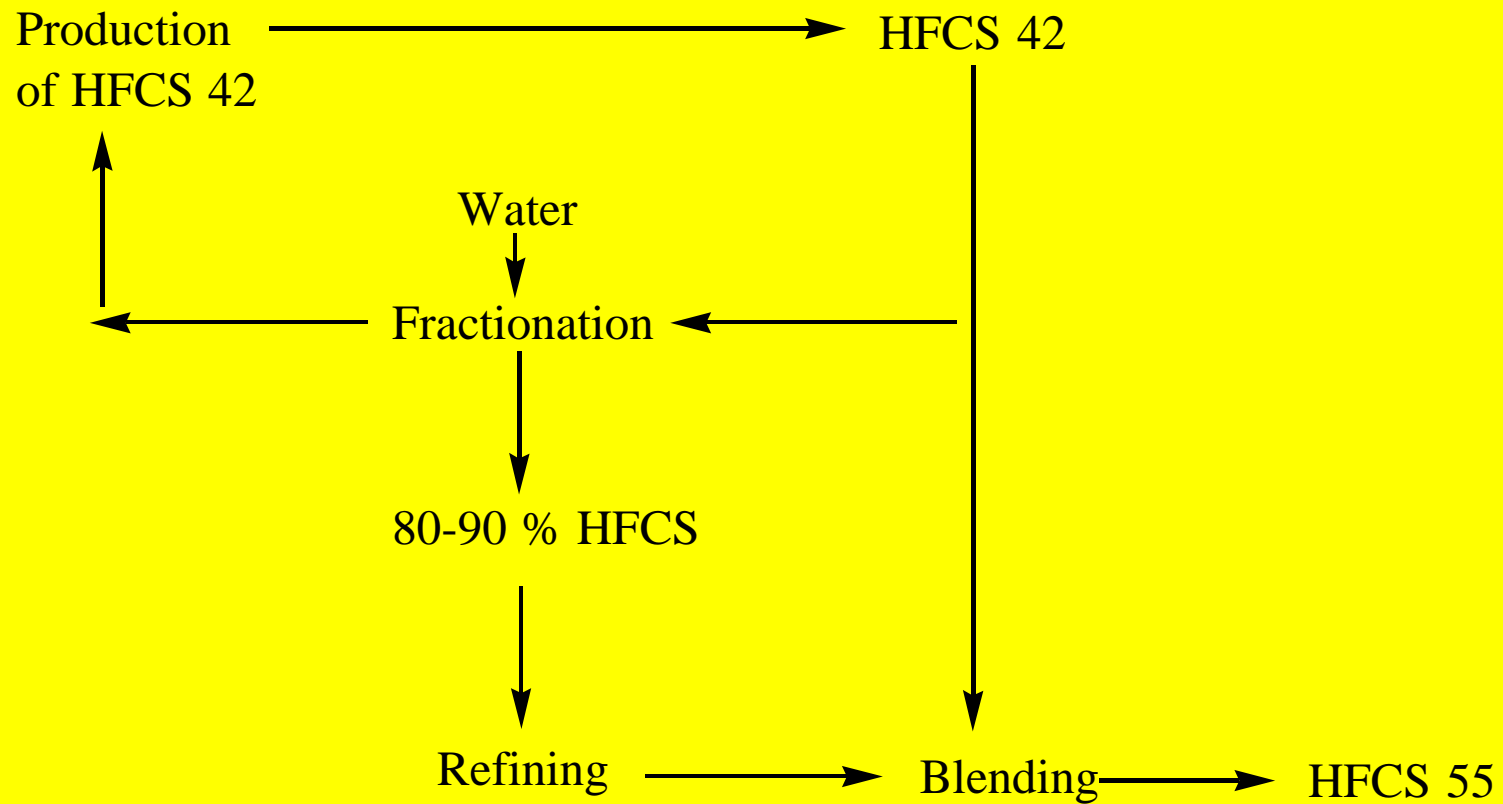 Production
of HFCS 42
HFCS 42
Water
Fractionation
80-90 % HFCS
Refining
Blending
HFCS 55